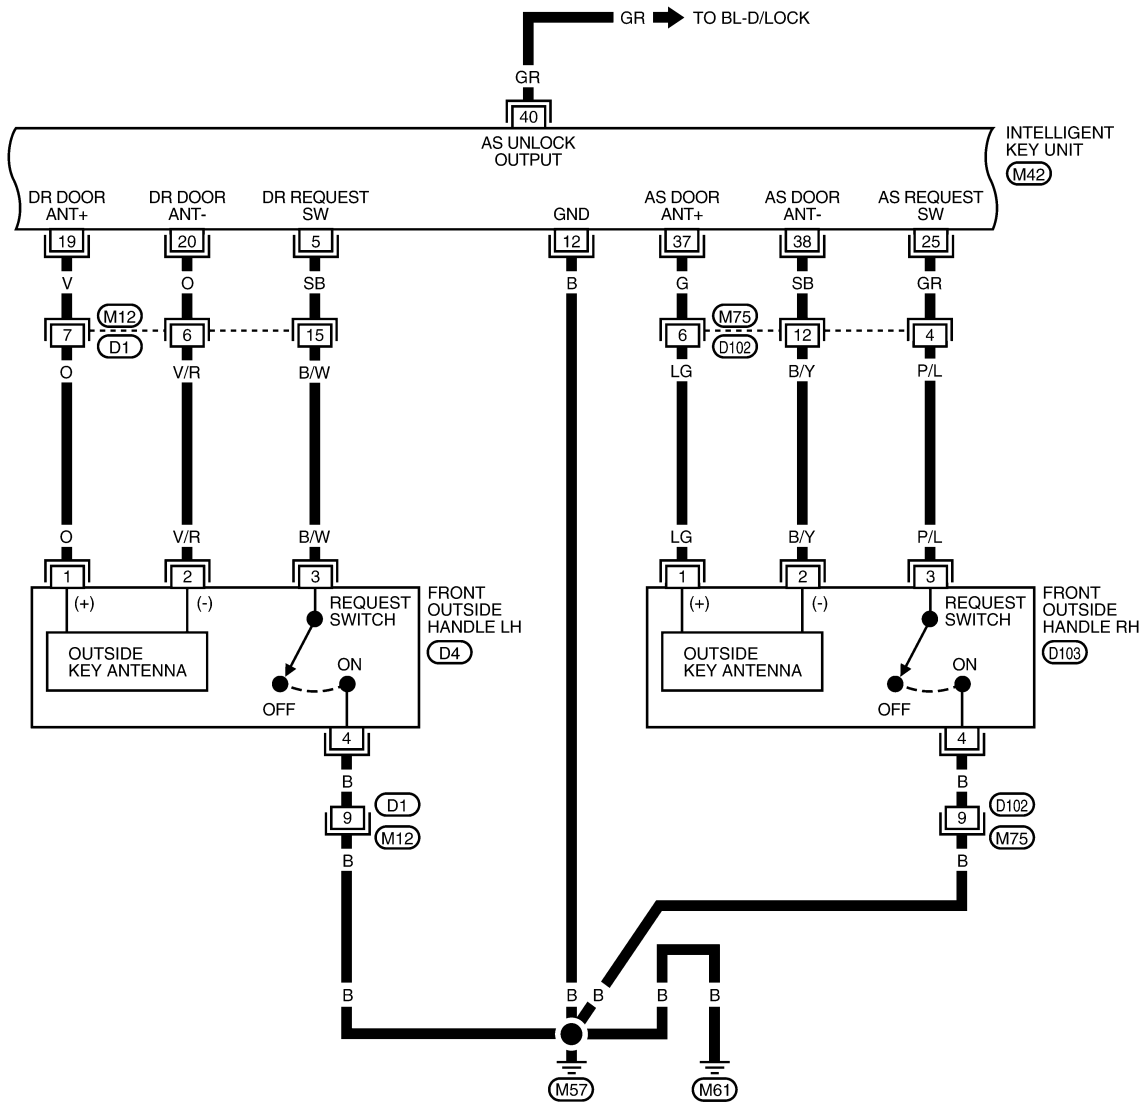 GR TO BL-D/LOCK
GR
40
AS UNLOCK
OUTPUT
INTELLIGENT
KEY UNIT
M42
DR DOOR
ANT+
DR DOOR
ANT-
DR REQUEST
SW
GND
AS DOOR
ANT+
AS DOOR
ANT-
AS REQUEST
SW
19 20 5 12 37 38 25
V O SB B G SB GR
7 M12 D1 6 15 6 M75 D102 12 4
O V/R B/W LG B/Y P/L
O V/R B/W LG B/Y P/L
1 2 3 1 2 3
(+) (-)
REQUEST
SWITCH
OUTSIDE
KEY ANTENNA
ON
OFF
FRONT
OUTSIDE
HANDLE LH
D4
(+) (-)
REQUEST
SWITCH
OUTSIDE
KEY ANTENNA
ON
OFF
FRONT
OUTSIDE
HANDLE RH
D103
4 4
B B
9 D1 M12 9 D102 M75
B B
B B B B B
M57 M61